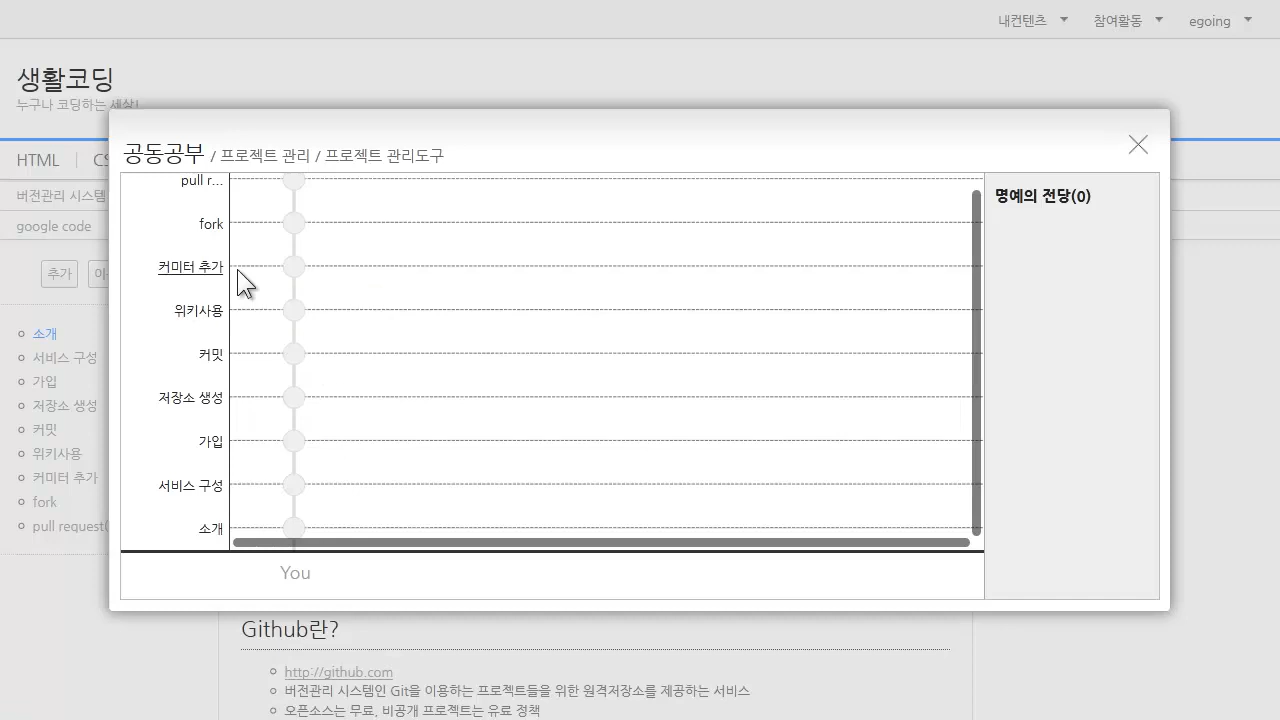 내컨텐츠 참여활동 egoing
생활코딩
누구나 코딩하는 세상!
HTML
버전관리 시스템
google code
추가
소개
서비스 구성
가입
저장소 생성
커밋
위키사용
커미터 추가
fork
pull request(
공동공부 / 프로젝트 관리 / 프로젝트 관리도구
pull r...
fork
커미터 추가
위키사용
커밋
저장소 생성
가입
서비스 구성
소개
You
명예의 전당(0)
Github란?
http://github.com
버전관리 시스템인 Git을 이용하는 프로젝트들을 위한 원격저장소를 제공하는 서비스
오픈소스는 무료, 비공개 프로젝트는 유료 정책